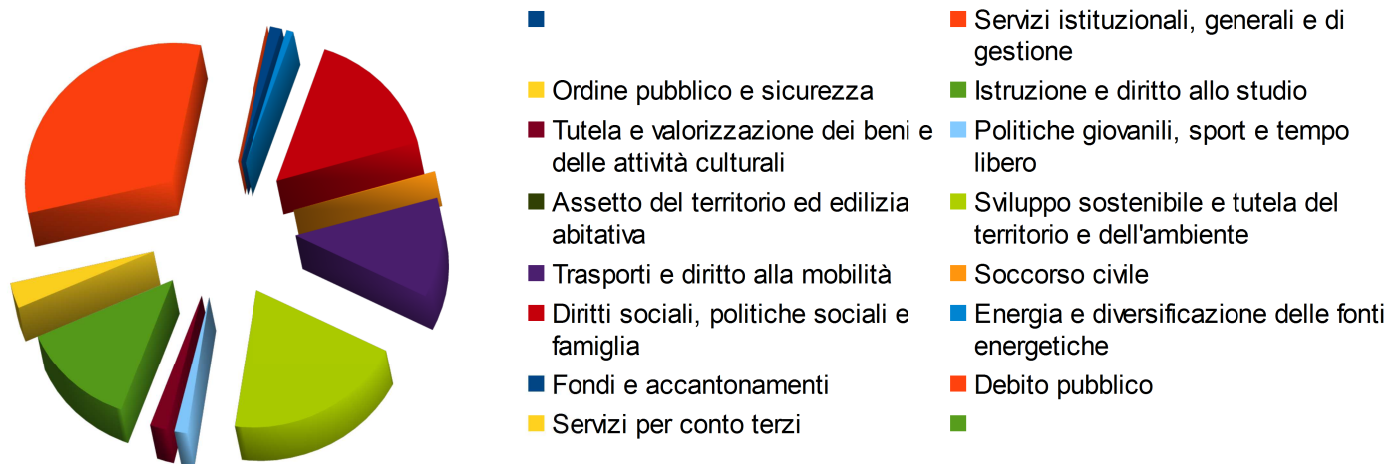 Servizi istituzionali, generali e di
gestione
Ordine pubblico e sicurezza
Istruzione e diritto allo studio
Tutela e valorizzazione dei beni e
delle attività culturali
Politiche giovanili, sport e tempo
libero
Assetto del territorio ed edilizia
abitativa
Sviluppo sostenibile e tutela del
territorio e dell'ambiente
Trasporti e diritto alla mobilità
Soccorso civile
Diritti sociali, politiche sociali e
famiglia
Energia e diversificazione delle fonti
energetiche
Fondi e accantonamenti
Debito pubblico
Servizi per conto terzi